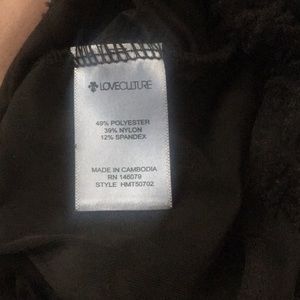 LOVECULTURE
49% POLYESTER
39% NYLON
12% SPANDEX
MADE IN CAMBODIA
RN 146079
STYLE HMT50702